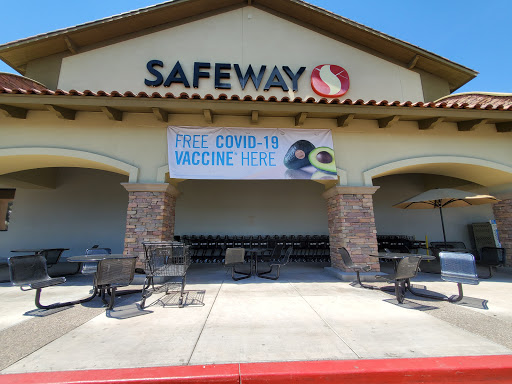 SAFEWAY
FREE COVID-19
VACCINE* HERE